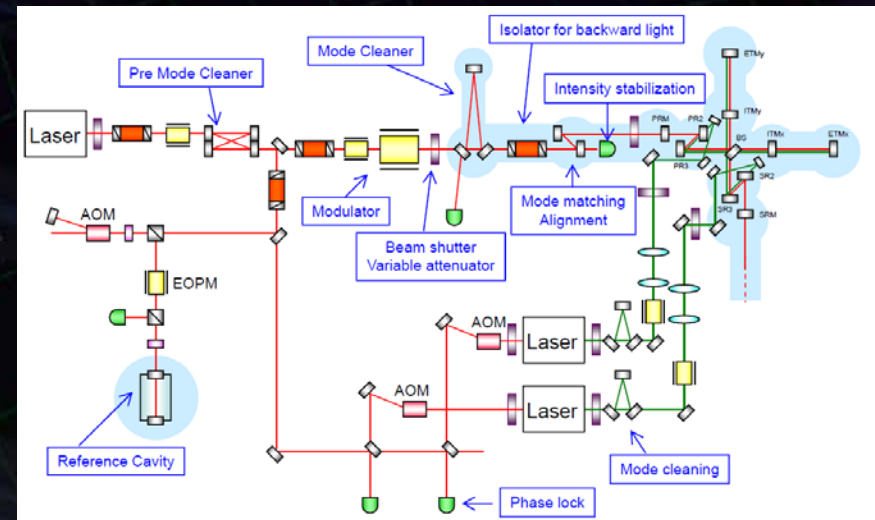 Mode Cleaner
Isolator for backward light
Pre Mode Cleaner
Intensity stabilization
Laser
ETMy
ITMy
PRM
PR2
BS
ITMx
ETMx
PR3
SR2
SR3
SRM
Modulator
Mode matching
Alignment
Beam shutter
Variable attenuator
AOM
EOPM
AOM
Laser
AOM
Laser
Reference Cavity
Mode cleaning
Phase lock